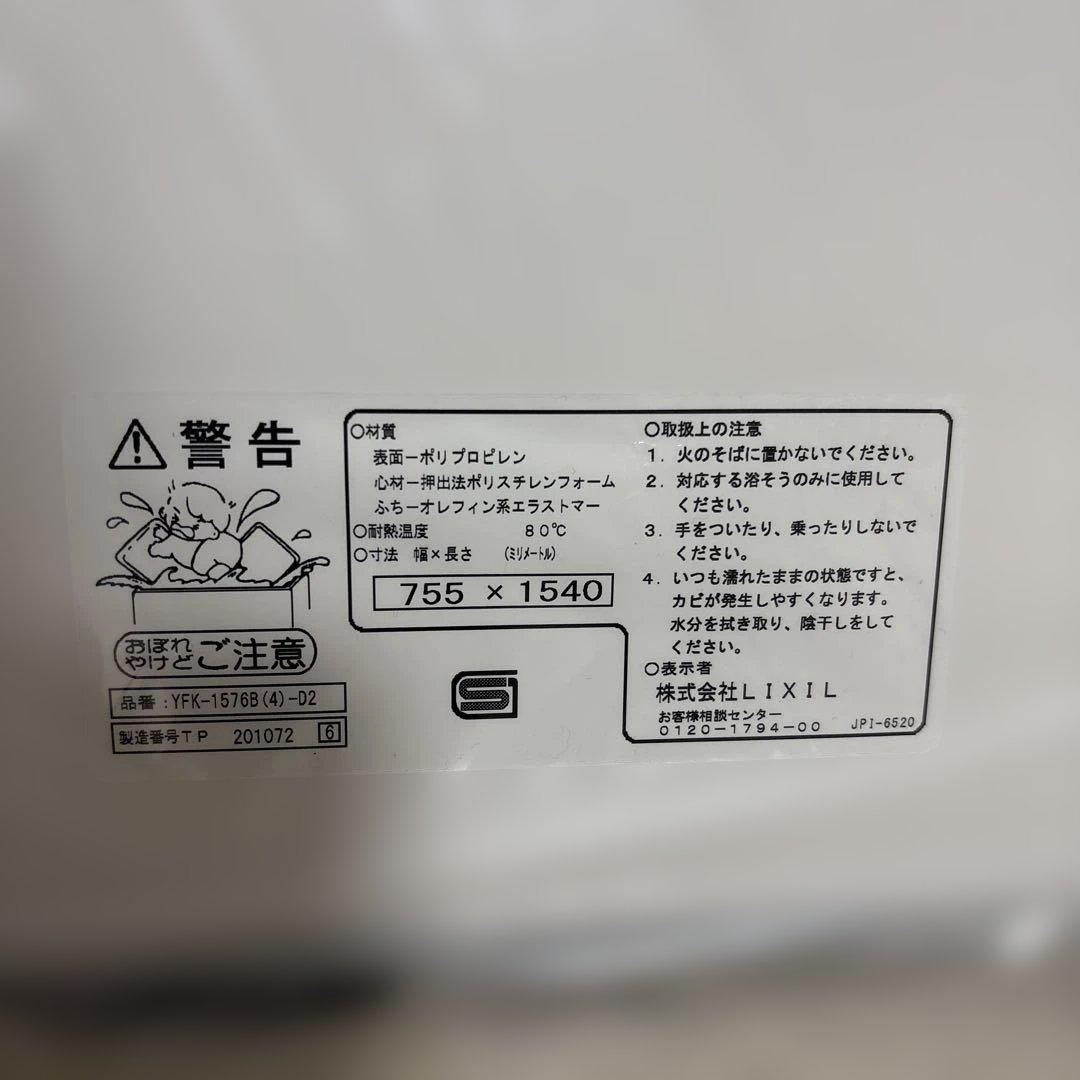 警告
おぼれ
やけど
ご注意
品番:YFK-1576B(4)-D2
製造番号TP 201072 6
○材質
表面-ポリプロピレン
心材-押出法ポリスチレンフォーム
ふち-オレフィン系エラストマー
○耐熱温度 80℃
○寸法 幅×長さ (ミリメートル)
755 × 1540
○取扱上の注意
1. 火のそばに置かないでください。
2. 対応する浴そうのみに使用して
ください。
3. 手をついたり、乗ったりしないで
ください。
4. いつも濡れたままの状態ですと、
カビが発生しやすくなります。
水分を拭き取り、陰干しをして
ください。
○表示者
株式会社LIXIL
お客様相談センター
0120-1794-00 JPI-6520